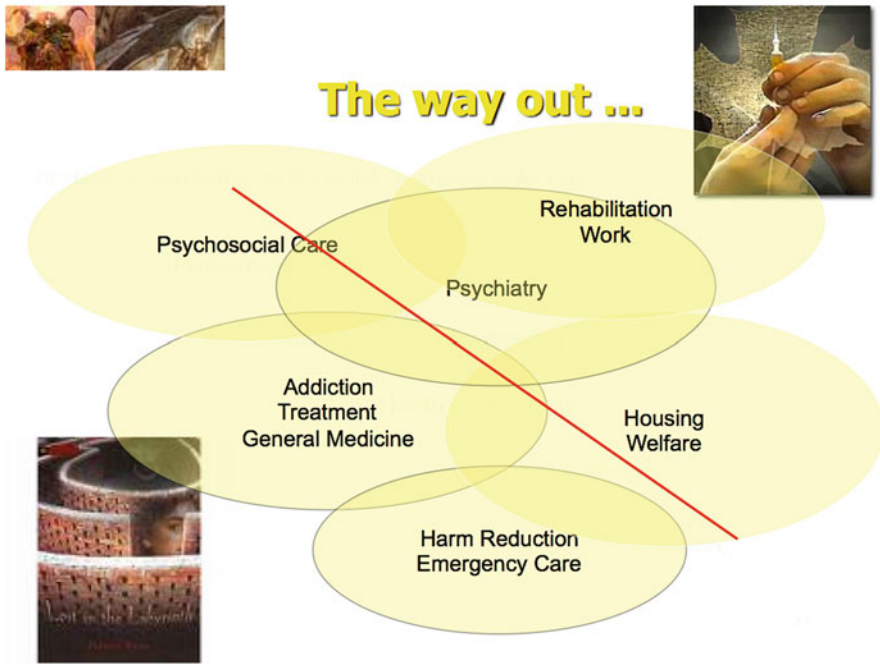 The way out ...
Rehabilitation
Work
Psychosocial Care
Psychiatry
Addiction
Treatment
General Medicine
Housing
Welfare
Harm Reduction
Emergency Care
in the Labyrinth